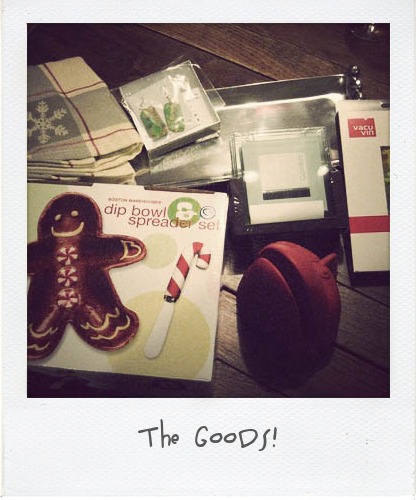 vacu
vin
BOSTON WAREHOUSE
dip bowl &
spreader set
The GOODS!